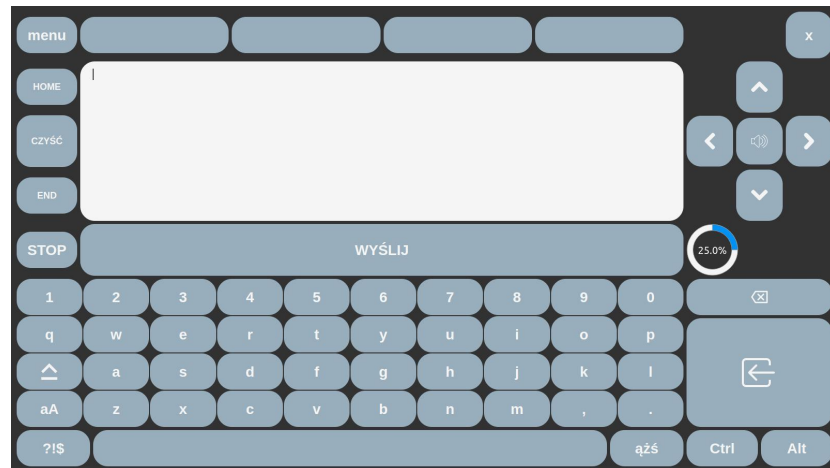 menu
x
HOME
CZYŚĆ
END
STOP
WYŚLIJ
25.0%
1 2 3 4 5 6 7 8 9 0
q w e r t y u i o p
a s d f g h j k l
aA z x c v b n m , .
?!$
ążś
Ctrl
Alt